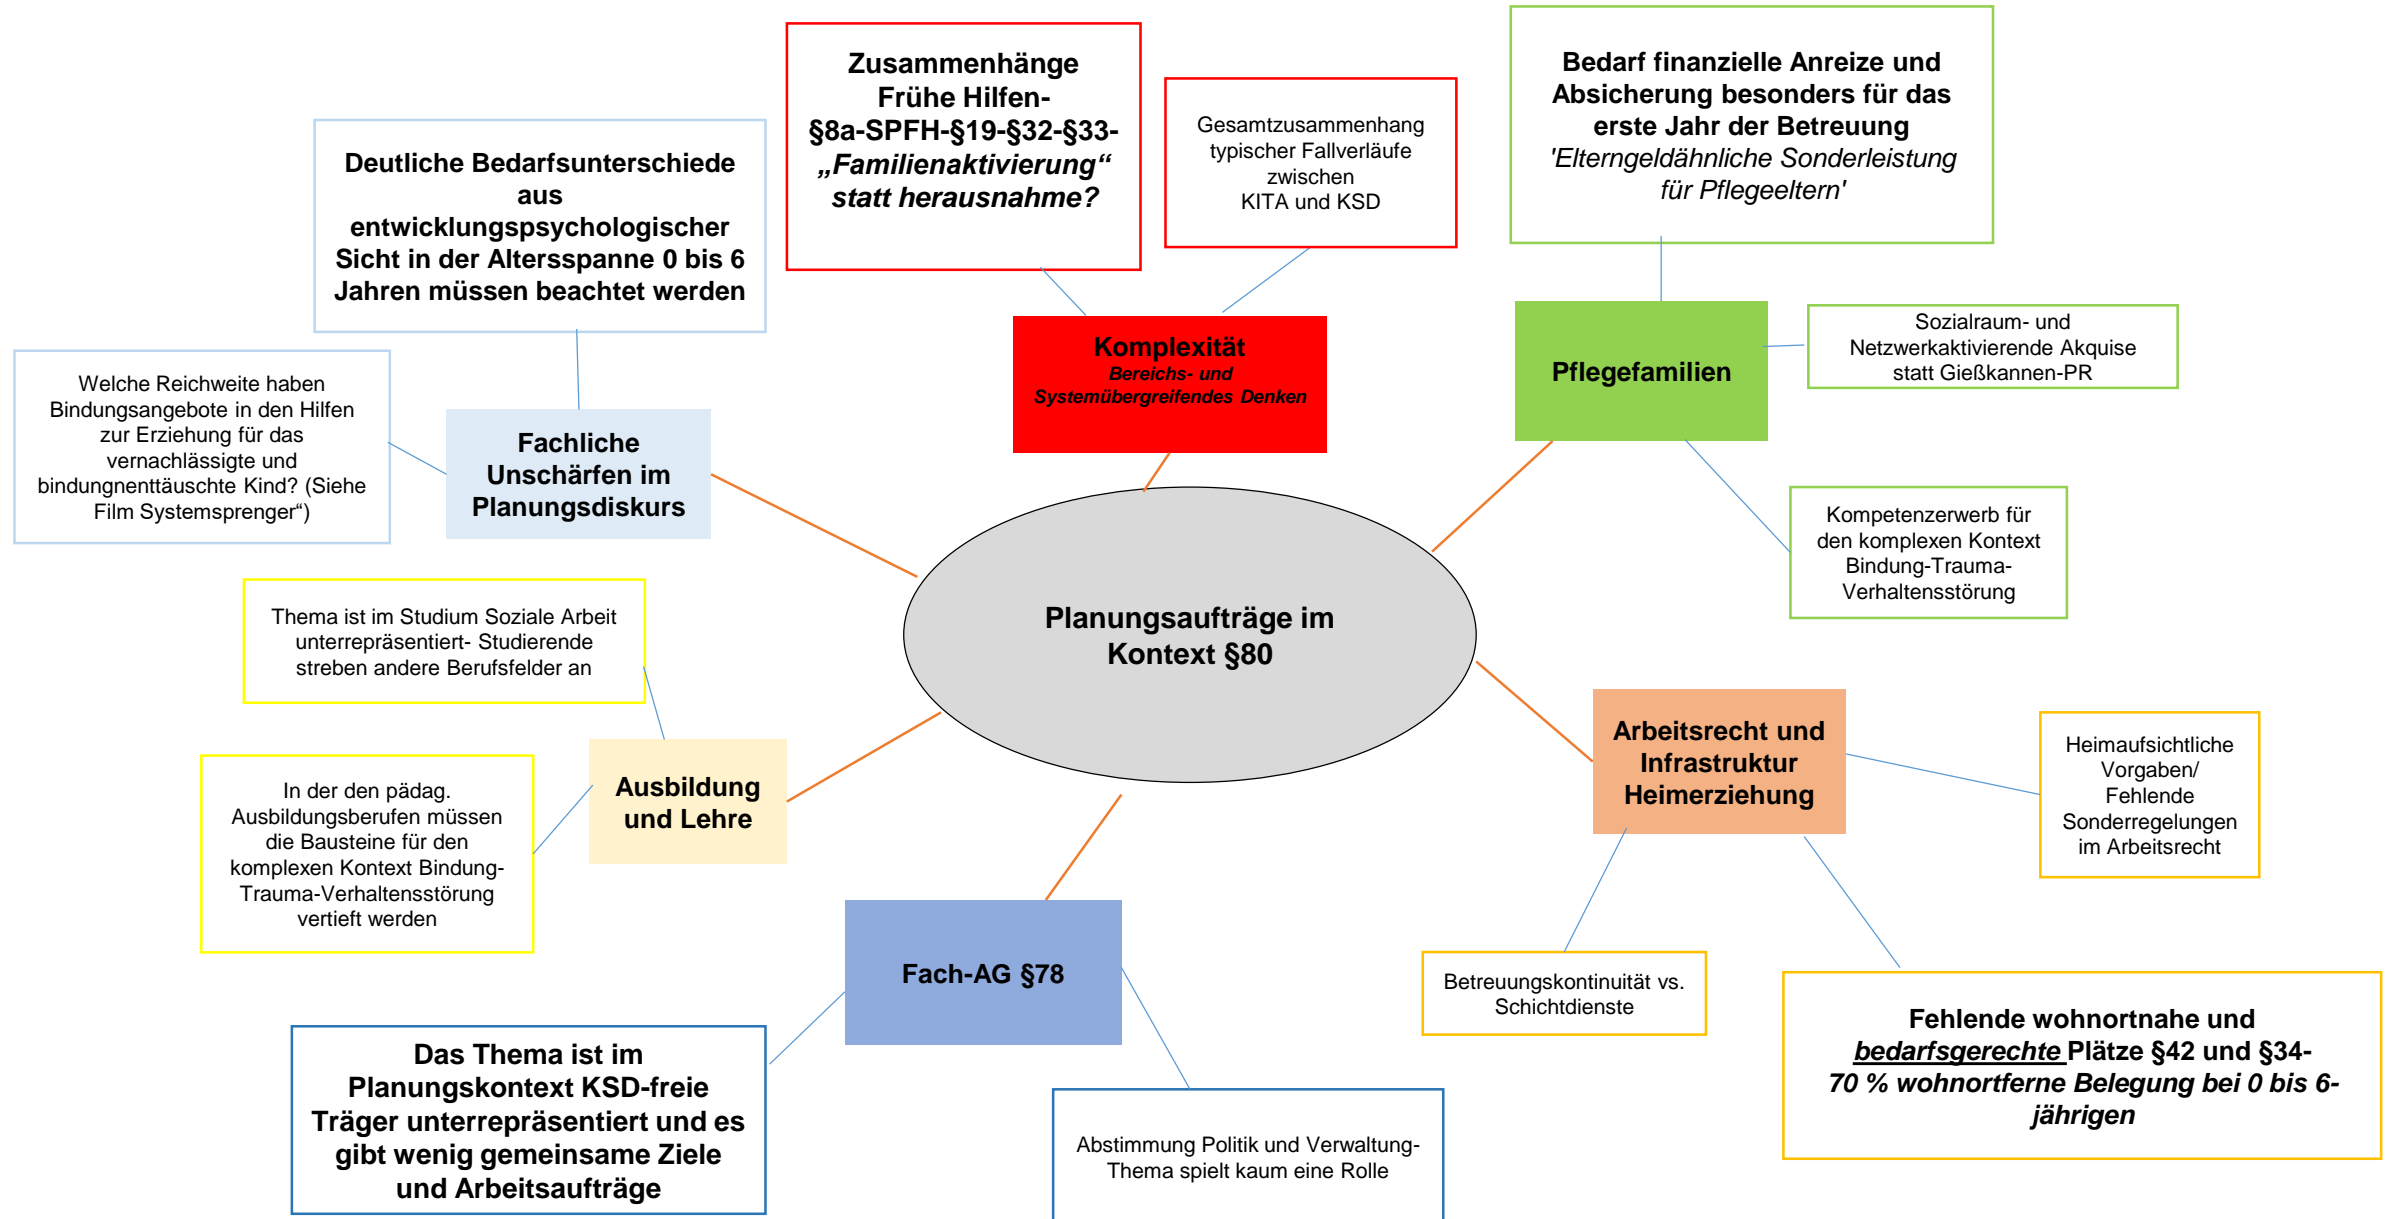 Zusammenhänge
Frühe Hilfen-
§8a-SPFH-§19-§32-§33-
„Familienaktivierung“
statt herausnahme?
Gesamtzusammenhang
typischer Fallverläufe
zwischen
KITA und KSD
Bedarf finanzielle Anreize und
Absicherung besonders für das
erste Jahr der Betreuung
'Elterngeldähnliche Sonderleistung
für Pflegeeltern'
Deutliche Bedarfsunterschiede
aus
entwicklungspsychologischer
Sicht in der Altersspanne 0 bis 6
Jahren müssen beachtet werden
Komplexität
Bereichs- und
Systemübergreifendes Denken
Pflegefamilien
Sozialraum- und
Netzwerkaktivierende Akquise
statt Gießkannen-PR
Welche Reichweite haben
Bindungsangebote in den Hilfen
zur Erziehung für das
vernachlässigte und
bindungnenttäuschte Kind? (Siehe
Film Systemsprenger“)
Fachliche
Unschärfen im
Planungsdiskurs
Kompetenzerwerb für
den komplexen Kontext
Bindung-Trauma-
Verhaltensstörung
Thema ist im Studium Soziale Arbeit
unterrepräsentiert- Studierende
streben andere Berufsfelder an
Planungsaufträge im
Kontext §80
Arbeitsrecht und
Infrastruktur
Heimerziehung
Heimaufsichtliche
Vorgaben/
Fehlende
Sonderregelungen
im Arbeitsrecht
In der den pädag.
Ausbildungsberufen müssen
die Bausteine für den
komplexen Kontext Bindung-
Trauma-Verhaltensstörung
vertieft werden
Ausbildung
und Lehre
Fach-AG §78
Betreuungskontinuität vs.
Schichtdienste
Fehlende wohnortnahe und
bedarfsgerechte Plätze §42 und §34-
70 % wohnortferne Belegung bei 0 bis 6-
jährigen
Das Thema ist im
Planungskontext KSD-freie
Träger unterrepräsentiert und es
gibt wenig gemeinsame Ziele
und Arbeitsaufträge
Abstimmung Politik und Verwaltung-
Thema spielt kaum eine Rolle